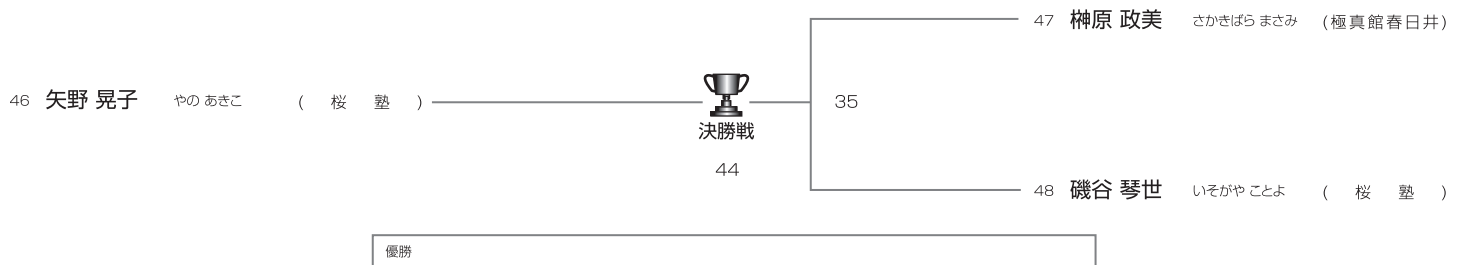 47 榊原 政美 さかきばら まさみ (極真館春日井)
46 矢野 晃子 やの あきこ ( 桜 塾 )
35
決勝戦
44
48 磯谷 琴世 いそがや ことよ ( 桜 塾 )
優勝